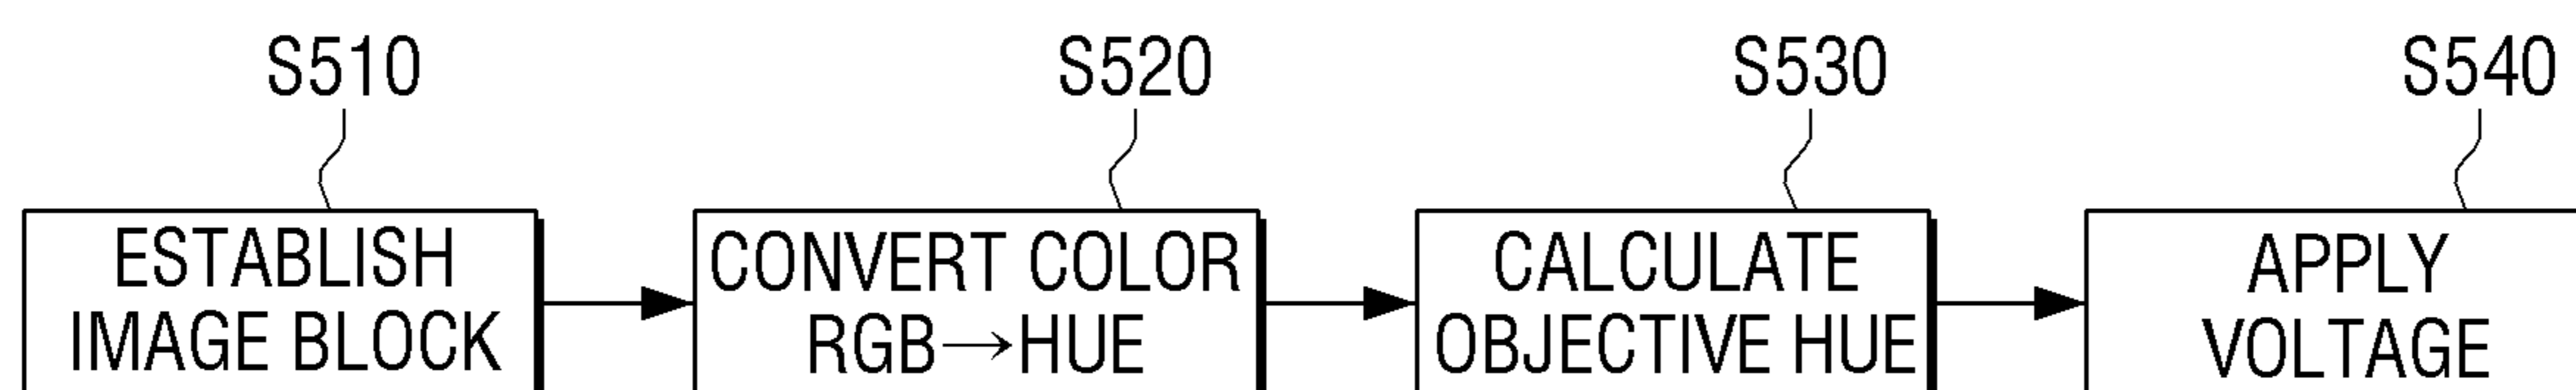 S510
S520
S530
S540
ESTABLISH
IMAGE BLOCK
CONVERT COLOR
RGB→HUE
CALCULATE
OBJECTIVE HUE
APPLY
VOLTAGE